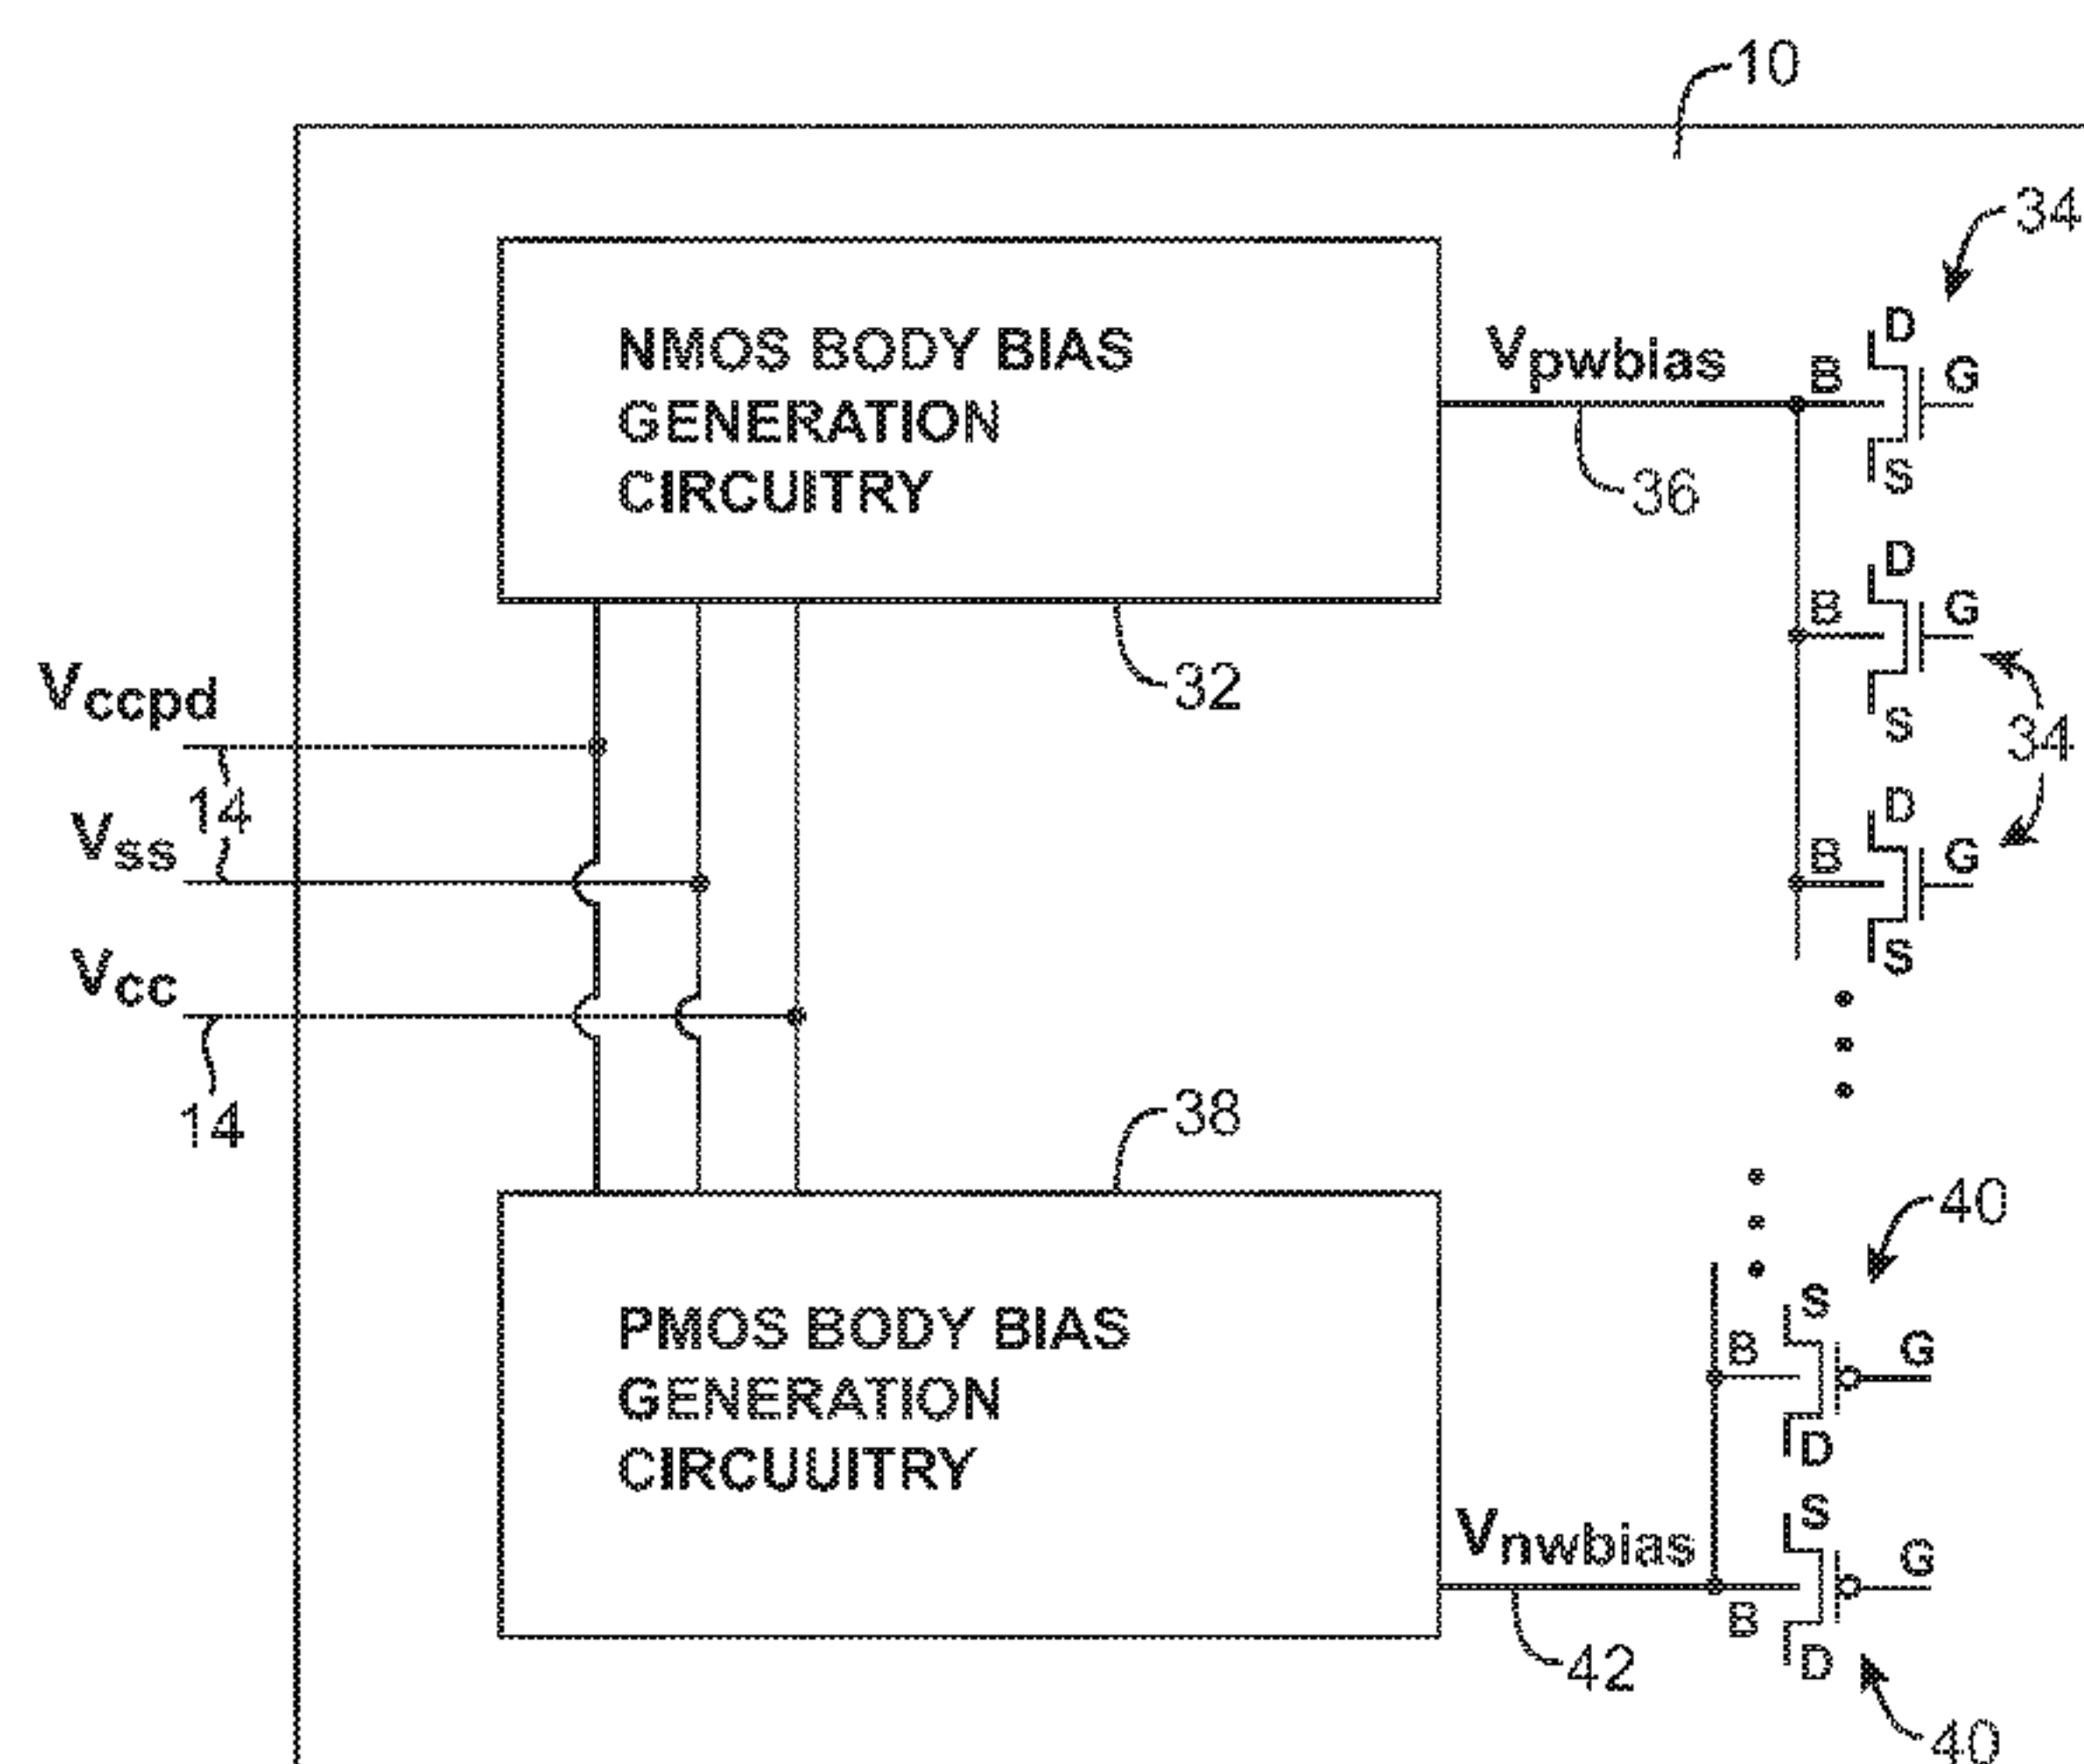 10
34
NMOS BODY BIAS
GENERATION
CIRCUITRY
Vpwbias
36
B
D
G
S
32
B
D
G
S
34
B
D
G
S
Vccpd
14
Vss
Vcc
14
38
40
PMOS BODY BIAS
GENERATION
CIRCUUITRY
B
S
G
D
Vnwbias
42
S
G
B
D
40